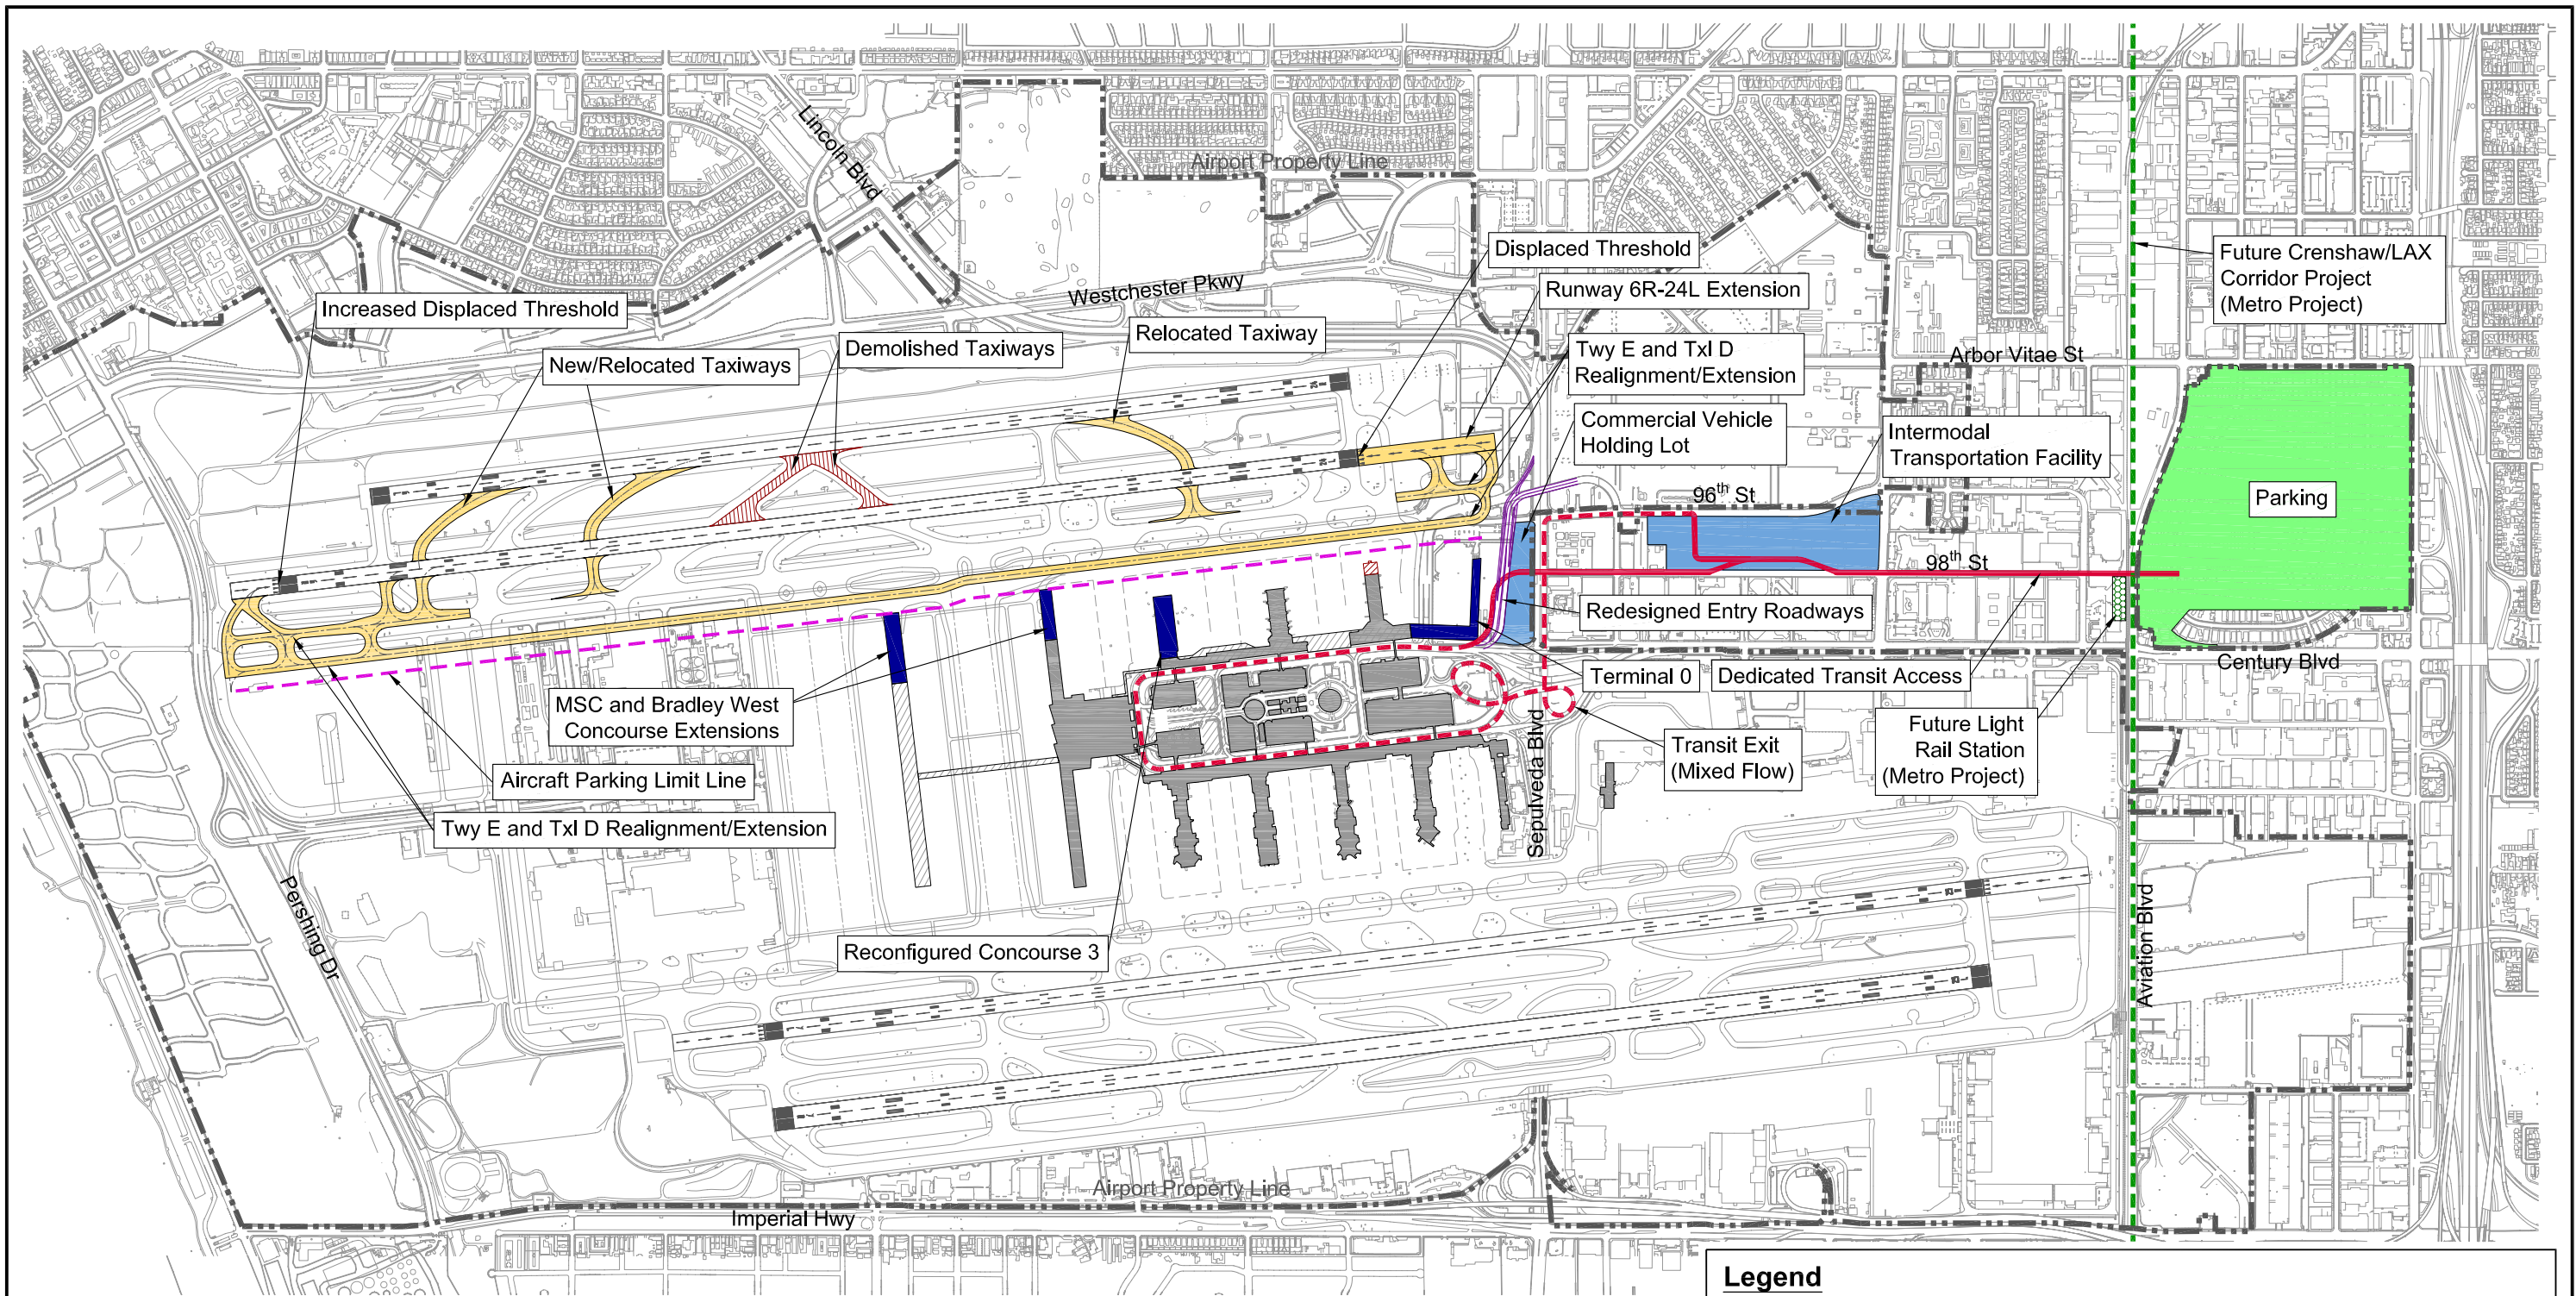 Lincoln Blvd
Airport Property Line
Westchester Pkwy
Displaced Threshold
Future Crenshaw/LAX
Corridor Project
(Metro Project)
Increased Displaced Threshold
Runway 6R-24L Extension
Demolished Taxiways
Relocated Taxiway
Twy E and Txl D
Realignment/Extension
Arbor Vitae St
New/Relocated Taxiways
Commercial Vehicle
Holding Lot
Intermodal
Transportation Facility
96th St
Parking
98th St
Redesigned Entry Roadways
Century Blvd
Terminal 0
Dedicated Transit Access
MSC and Bradley West
Concourse Extensions
Sepulveda Blvd
Transit Exit
(Mixed Flow)
Future Light
Rail Station
(Metro Project)
Aircraft Parking Limit Line
Twy E and Txl D Realignment/Extension
Pershing Dr
Reconfigured Concourse 3
Aviation Blvd
Airport Property Line
Imperial Hwy
Legend